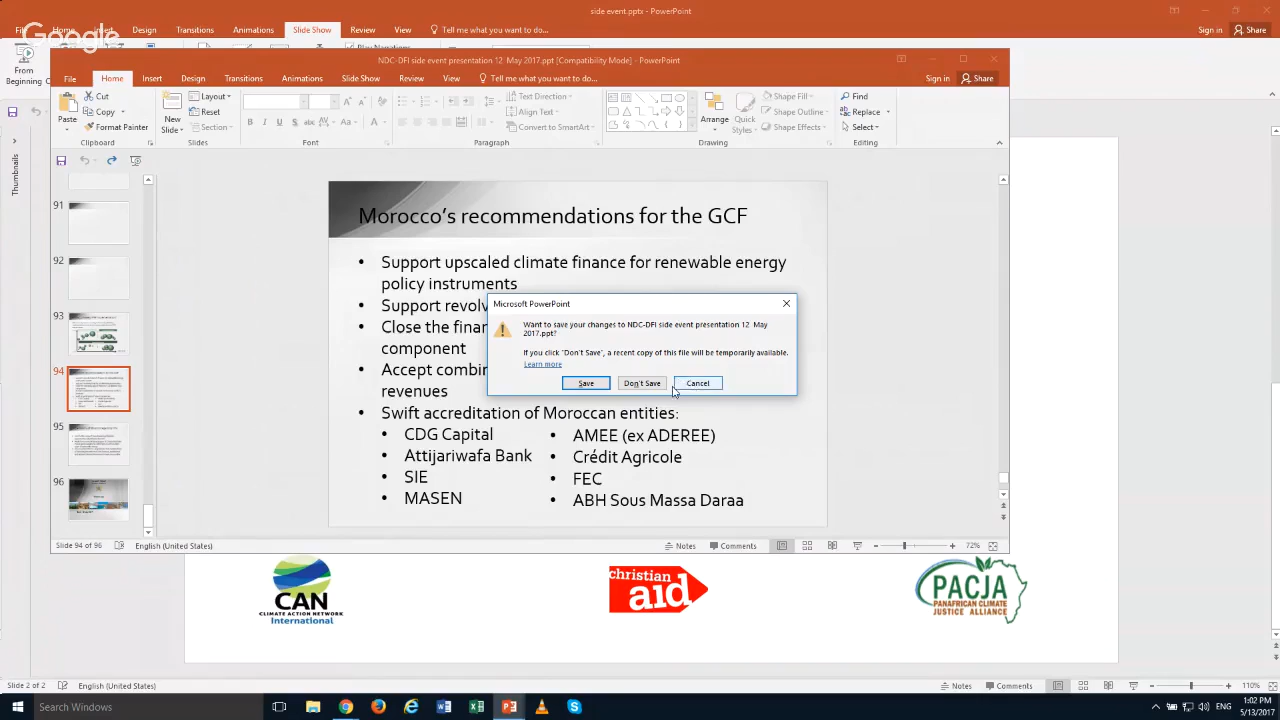 side event.pptx - PowerPoint
File Home Insert Design Transitions Animations Slide Show Review View Tell me what you want to do... Sign in Share
Google
From
Beginning
NDC-DFI side event presentation 12 May 2017.ppt [Compatibility Mode] - PowerPoint
File Home Insert Design Transitions Animations Slide Show Review View Tell me what you want to do... Sign in Share
Paste
Cut
Copy
Format Painter
Clipboard
New
Slide
Layout
Reset
Section
Slides
Font
Text Direction
Align Text
Convert to SmartArt
Paragraph
Arrange
Quick
Styles
Shape Fill
Shape Outline
Shape Effects
Drawing
Find
Replace
Select
Editing
Thumbnails
91
92
93
94
95
96
Morocco's recommendations for the GCF
• Support upscaled climate finance for renewable energy
policy instruments
• Support revolv
• Close the finan
component
• Accept combin
revenues
• Swift accreditation of Moroccan entities:
• CDG Capital
• Attijariwafa Bank
• SIE
• MASEN
• AMEE (ex ADEREE)
• Crédit Agricole
• FEC
• ABH Sous Massa Daraa
Microsoft PowerPoint
Want to save your changes to NDC-DFI side event presentation 12 May
2017.ppt?
If you click "Don't Save", a recent copy of this file will be temporarily available.
Learn more
Save Don't Save Cancel
Slide 94 of 96 English (United States) Notes Comments 72%
CAN
CLIMATE ACTION NETWORK
International
christian
aid
PACJA
PANAFRICAN CLIMATE
JUSTICE ALLIANCE
Slide 2 of 2 English (United States) Notes Comments 110%
Search Windows
ENG
1:02 PM
5/13/2017